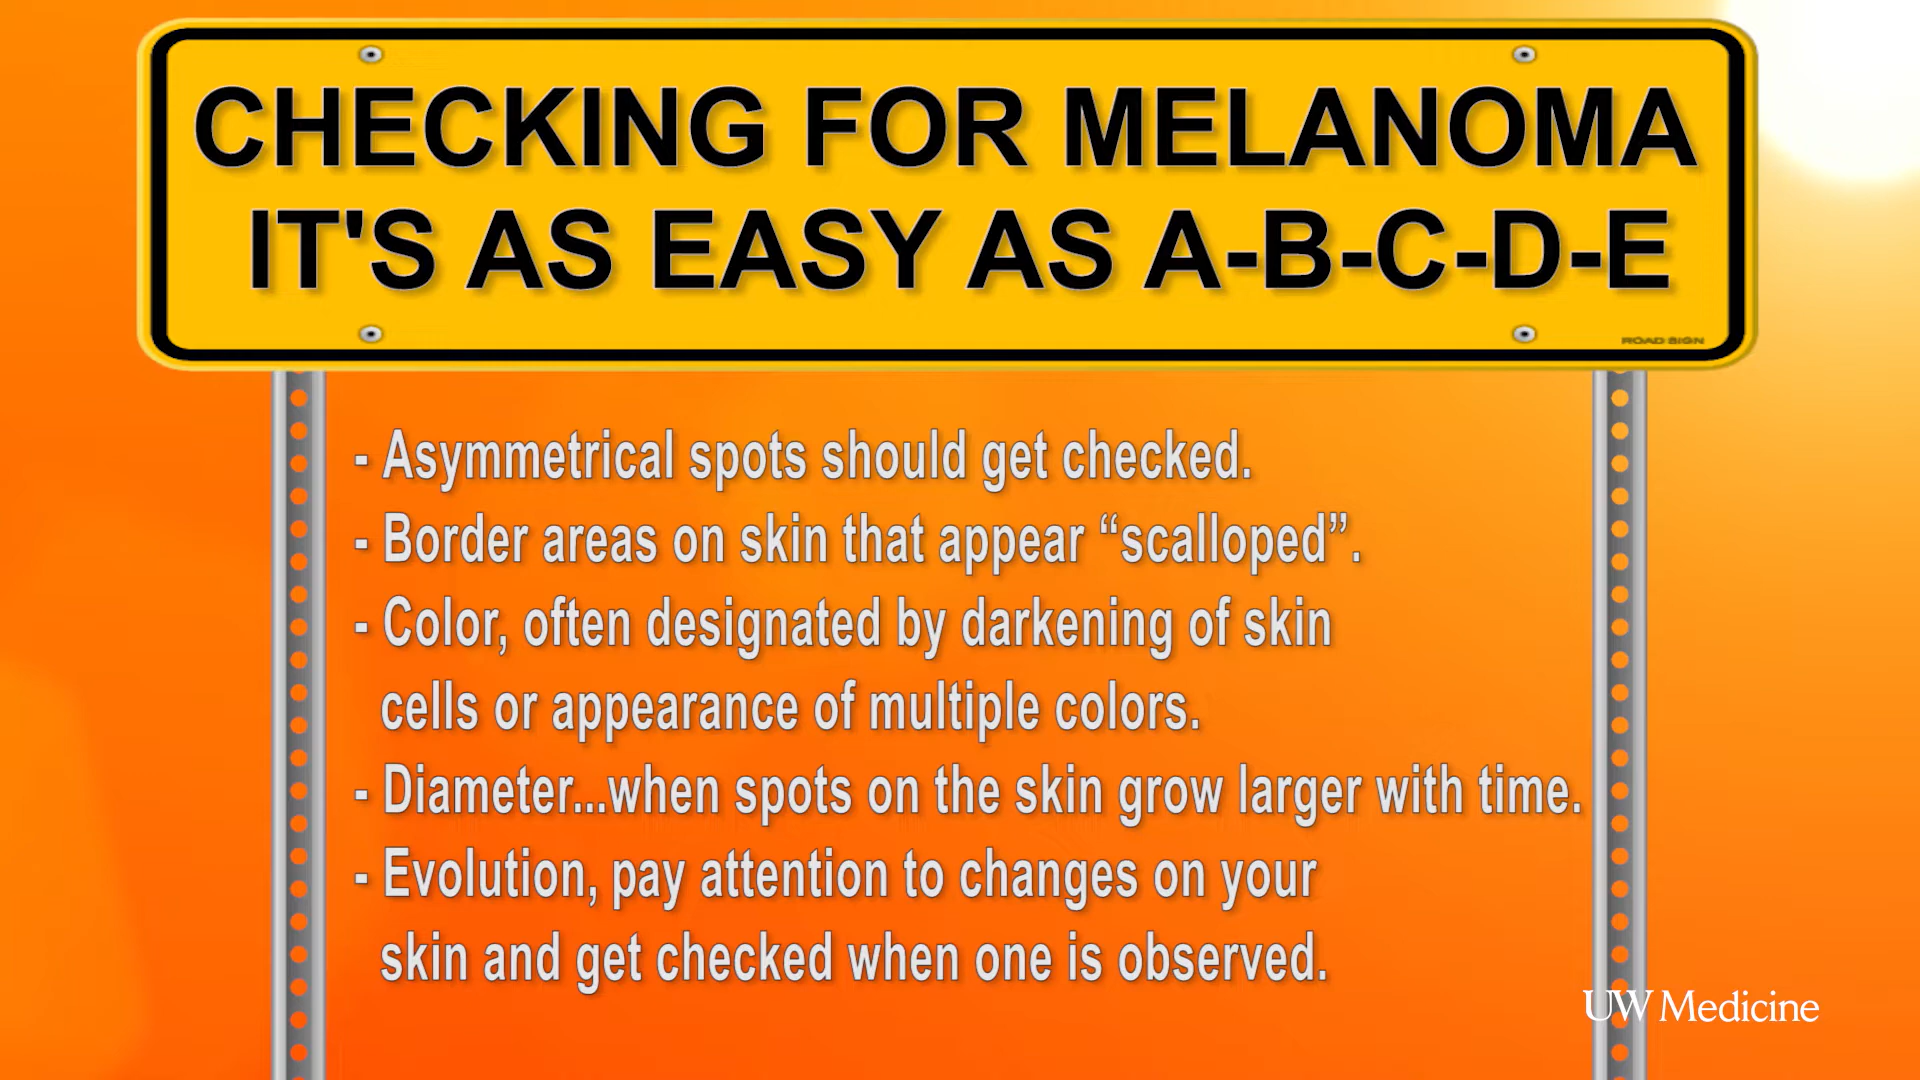 CHECKING FOR MELANOMA
IT'S AS EASY AS A-B-C-D-E
ROAD SIGN
- Asymmetrical spots should get checked.
- Border areas on skin that appear “scalloped”.
- Color, often designated by darkening of skin
cells or appearance of multiple colors.
- Diameter...when spots on the skin grow larger with time.
- Evolution, pay attention to changes on your
skin and get checked when one is observed.
UW Medicine